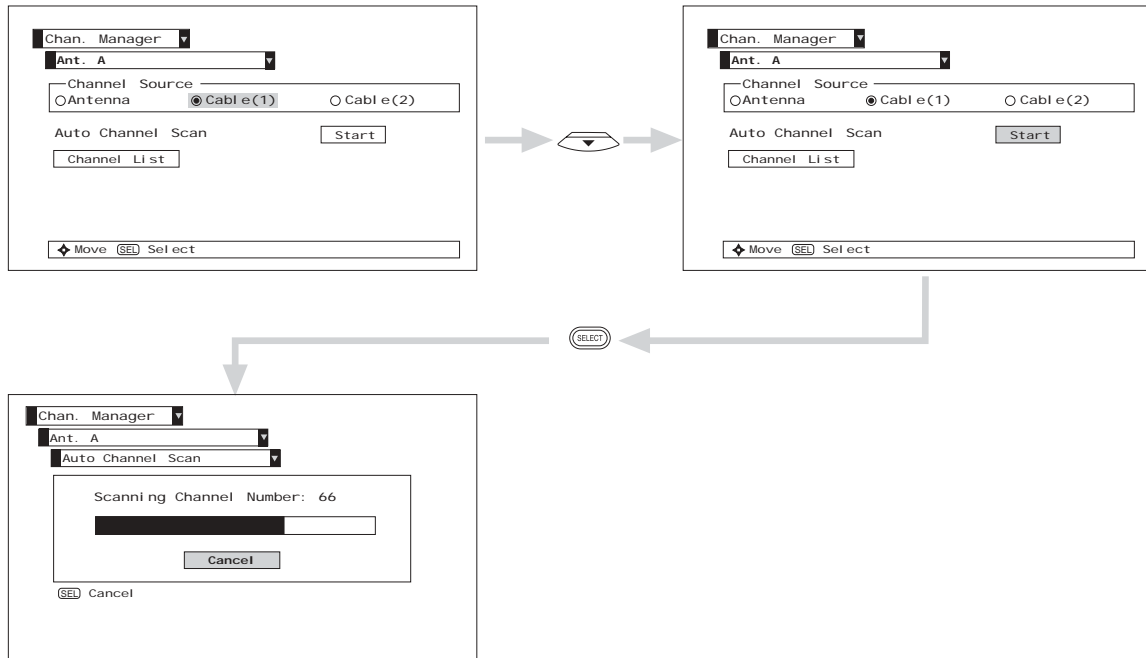 Chan. Manager
Ant. A
Channel Source
Antenna Cable(1) Cable(2)
Auto Channel Scan Start
Channel List
Move SEL Select
Chan. Manager
Ant. A
Channel Source
Antenna Cable(1) Cable(2)
Auto Channel Scan Start
Channel List
Move SEL Select
SELECT
Chan. Manager
Ant. A
Auto Channel Scan
Scanning Channel Number: 66
Cancel
SEL Cancel